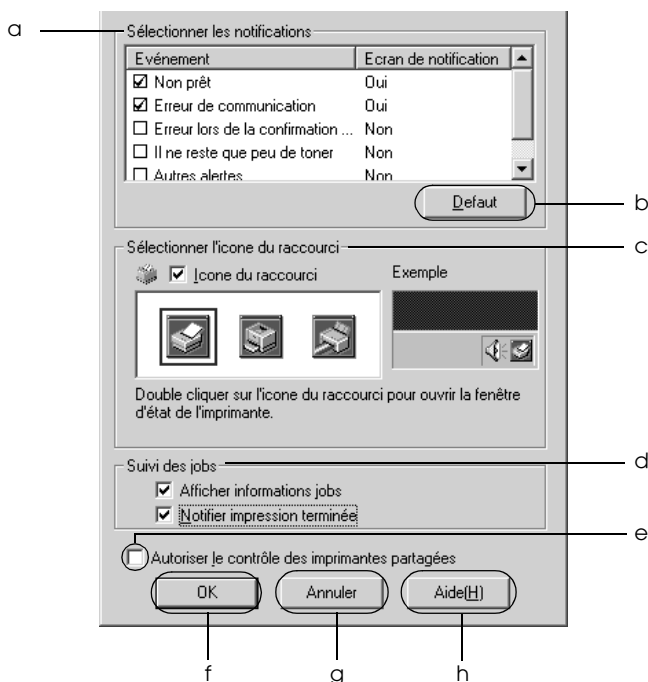 a
Sélectionner les notifications
Evénement Ecran de notification
Non prêt Oui
Erreur de communication Oui
Erreur lors de la confirmation ... Non
Il ne reste que peu de toner Non
Autres alertes Non
Defaut
b
Sélectionner l'icone du raccourci
c
Icone du raccourci
Exemple
Double cliquer sur l'icone du raccourci pour ouvrir la fenêtre
d'état de l'imprimante.
Suivi des jobs
d
Afficher informations jobs
Notifier impression terminée
e
Autoriser le contrôle des imprimantes partagées
OK Annuler Aide(H)
f g h